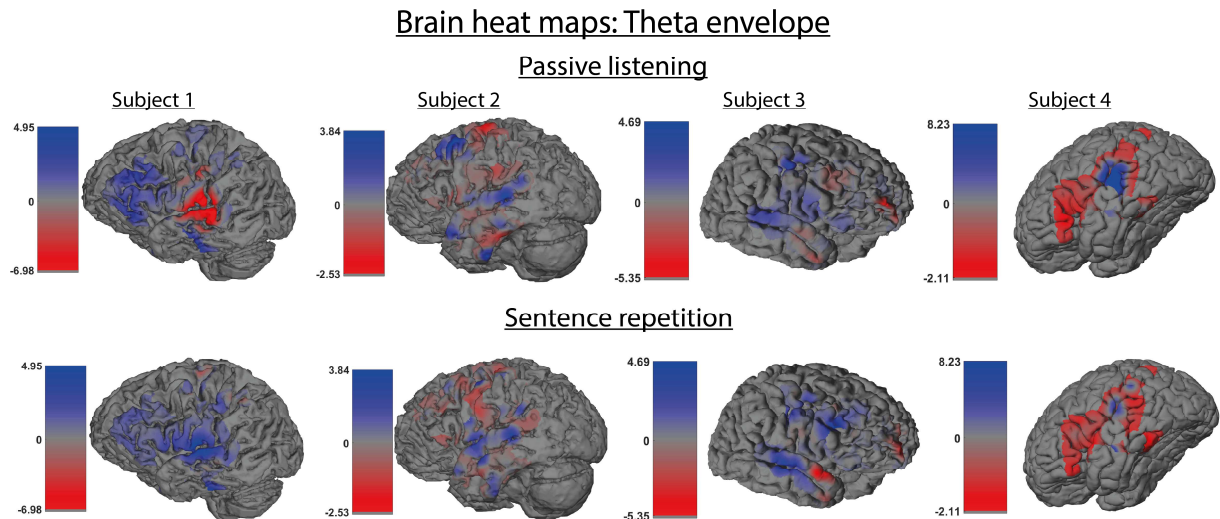 Brain heat maps: Theta envelope
Passive listening
Subject 1 Subject 2 Subject 3 Subject 4
4.95 3.84 4.69 8.23
0 0 0 0
-6.98 -2.53 -5.35 -2.11
Sentence repetition
4.95 3.84 4.69 8.23
0 0 0 0
-6.98 -2.53 -5.35 -2.11